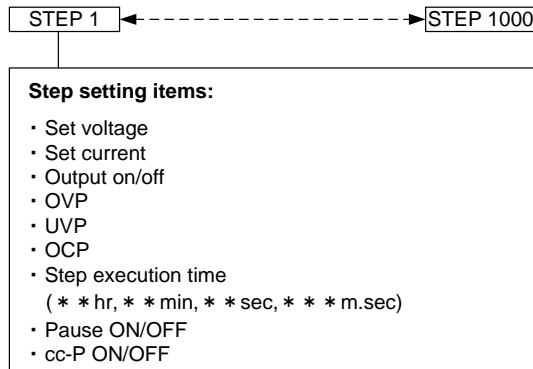 STEP 1 STEP 1000
Step setting items:
・Set voltage
・Set current
・Output on/off
・OVP
・UVP
・OCP
・Step execution time
(＊＊hr,＊＊min,＊＊sec,＊＊＊m.sec)
・Pause ON/OFF
・cc-P ON/OFF